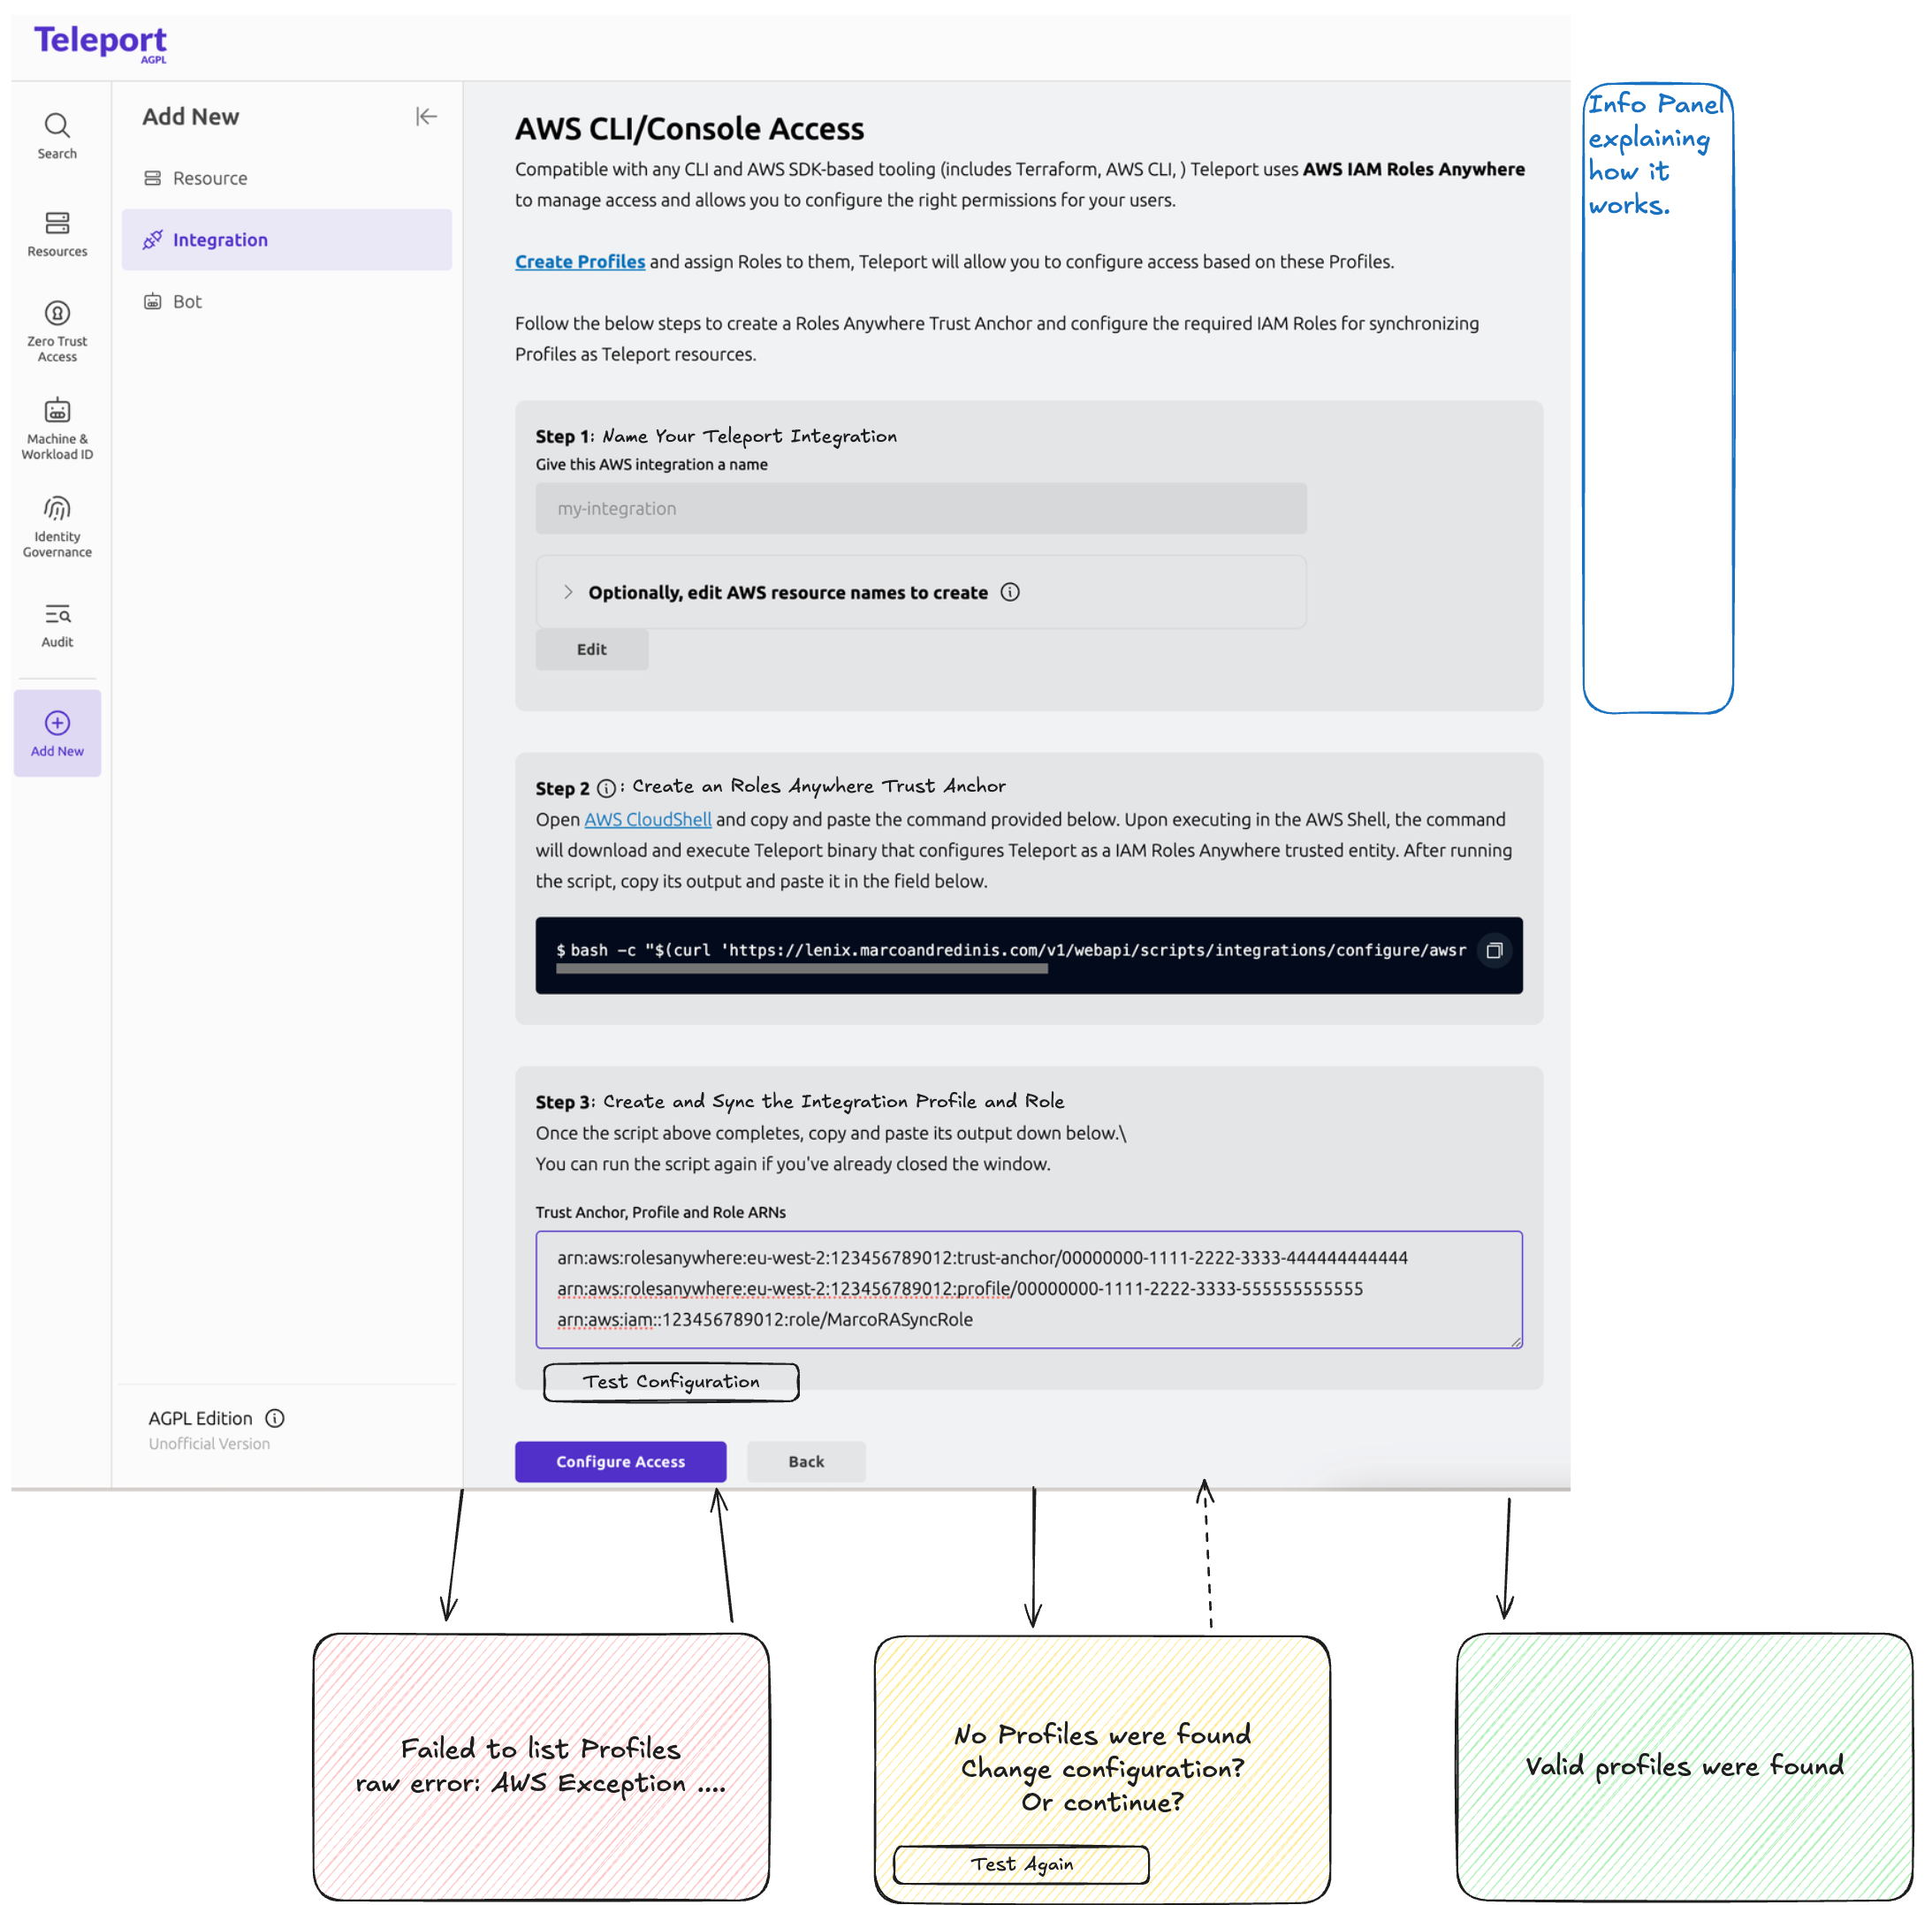 Teleport
AGPL
Search
Resources
Zero Trust
Access
Machine &
Workload ID
Identity
Governance
Audit
Add New
Add New
Resource
Integration
Bot
AGPL Edition
Unofficial Version
AWS CLI/Console Access
Compatible with any CLI and AWS SDK-based tooling (includes Terraform, AWS CLI, ) Teleport uses AWS IAM Roles Anywhere
to manage access and allows you to configure the right permissions for your users.
Create Profiles and assign Roles to them, Teleport will allow you to configure access based on these Profiles.
Follow the below steps to create a Roles Anywhere Trust Anchor and configure the required IAM Roles for synchronizing
Profiles as Teleport resources.
Step 1: Name Your Teleport Integration
Give this AWS integration a name
my-integration
Optionally, edit AWS resource names to create
Edit
Step 2 : Create an Roles Anywhere Trust Anchor
Open AWS CloudShell and copy and paste the command provided below. Upon executing in the AWS Shell, the command
will download and execute Teleport binary that configures Teleport as a IAM Roles Anywhere trusted entity. After running
the script, copy its output and paste it in the field below.
$ bash -c "$(curl 'https://lenix.marcoandredinis.com/v1/webapi/scripts/integrations/configure/awsr
Step 3: Create and Sync the Integration Profile and Role
Once the script above completes, copy and paste its output down below.\
You can run the script again if you've already closed the window.
Trust Anchor, Profile and Role ARNs
arn:aws:rolesanywhere:eu-west-2:123456789012:trust-anchor/00000000-1111-2222-3333-444444444444
arn:aws:rolesanywhere:eu-west-2:123456789012:profile/00000000-1111-2222-3333-555555555555
arn:aws:iam::123456789012:role/MarcoRASyncRole
Test Configuration
Configure Access
Back
Info Panel
explaining
how it
works.
Failed to list Profiles
raw error: AWS Exception ....
No Profiles were found
Change configuration?
Or continue?
Test Again
Valid profiles were found